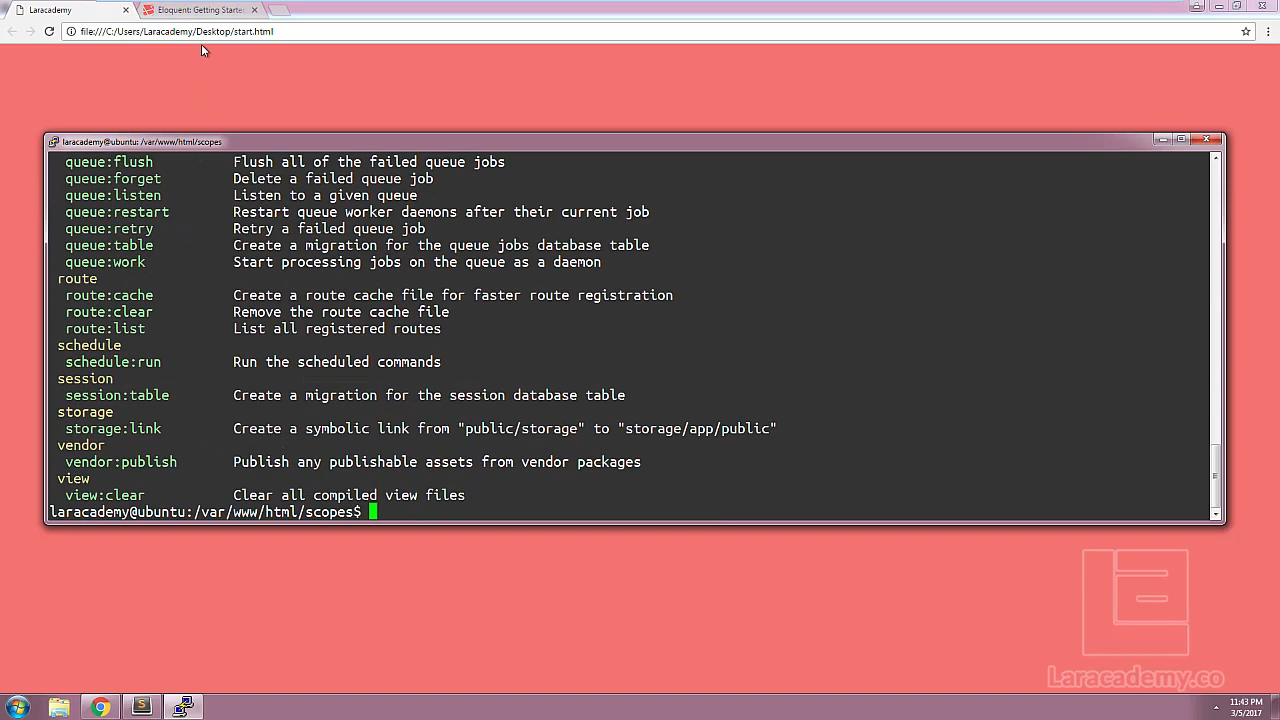 Laracademy
Eloquent: Getting Starte
file:///C:/Users/Laracademy/Desktop/start.html
laracademy@ubuntu: /var/www/html/scopes
queue:flush Flush all of the failed queue jobs
queue:forget Delete a failed queue job
queue:listen Listen to a given queue
queue:restart Restart queue worker daemons after their current job
queue:retry Retry a failed queue job
queue:table Create a migration for the queue jobs database table
queue:work Start processing jobs on the queue as a daemon
route
route:cache Create a route cache file for faster route registration
route:clear Remove the route cache file
route:list List all registered routes
schedule
schedule:run Run the scheduled commands
session
session:table Create a migration for the session database table
storage
storage:link Create a symbolic link from "public/storage" to "storage/app/public"
vendor
vendor:publish Publish any publishable assets from vendor packages
view
view:clear Clear all compiled view files
laracademy@ubuntu:/var/www/html/scopes$
Laracademy.co
11:43 PM
3/5/2017